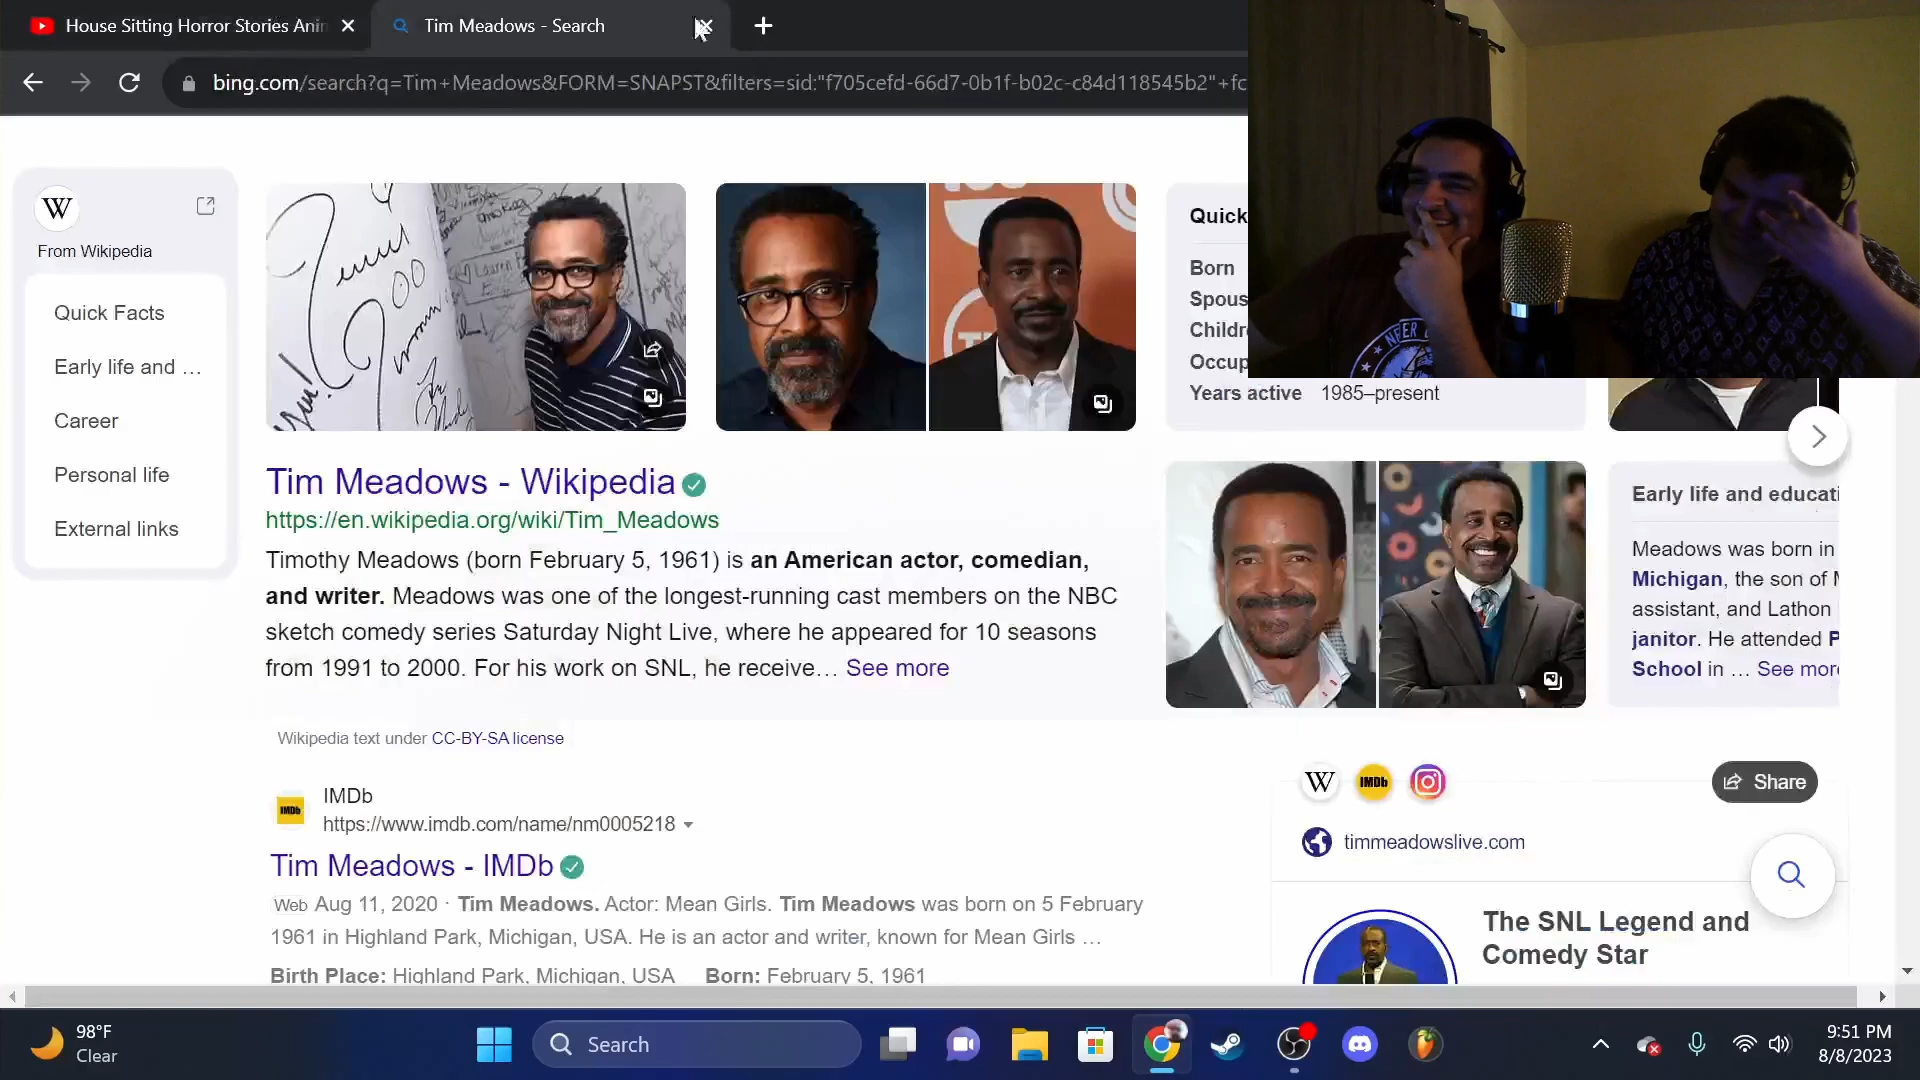 House Sitting Horror Stories Ani
Tim Meadows - Search
bing.com/search?q=Tim+Meadows&FORM=SNAPST&filters=sid:"f705cefd-66d7-0b1f-b02c-c84d118545b2"+fc
W
From Wikipedia
Quick Facts
Early life and …
Career
Personal life
External links
Quick
Born
Spous
Childre
Occup
Years active 1985–present
Tim Meadows - Wikipedia
https://en.wikipedia.org/wiki/Tim_Meadows
Timothy Meadows (born February 5, 1961) is an American actor, comedian,
and writer. Meadows was one of the longest-running cast members on the NBC
sketch comedy series Saturday Night Live, where he appeared for 10 seasons
from 1991 to 2000. For his work on SNL, he receive… See more
Wikipedia text under CC-BY-SA license
Early life and educati
Meadows was born in
Michigan, the son of M
assistant, and Lathon
janitor. He attended P
School in … See more
IMDb
IMDb
https://www.imdb.com/name/nm0005218
Tim Meadows - IMDb
Web Aug 11, 2020 · Tim Meadows. Actor: Mean Girls. Tim Meadows was born on 5 February
1961 in Highland Park, Michigan, USA. He is an actor and writer, known for Mean Girls …
Birth Place: Highland Park, Michigan, USA Born: February 5, 1961
W IMDb
Share
timmeadowslive.com
The SNL Legend and
Comedy Star
98°F
Clear
Search
9:51 PM
8/8/2023